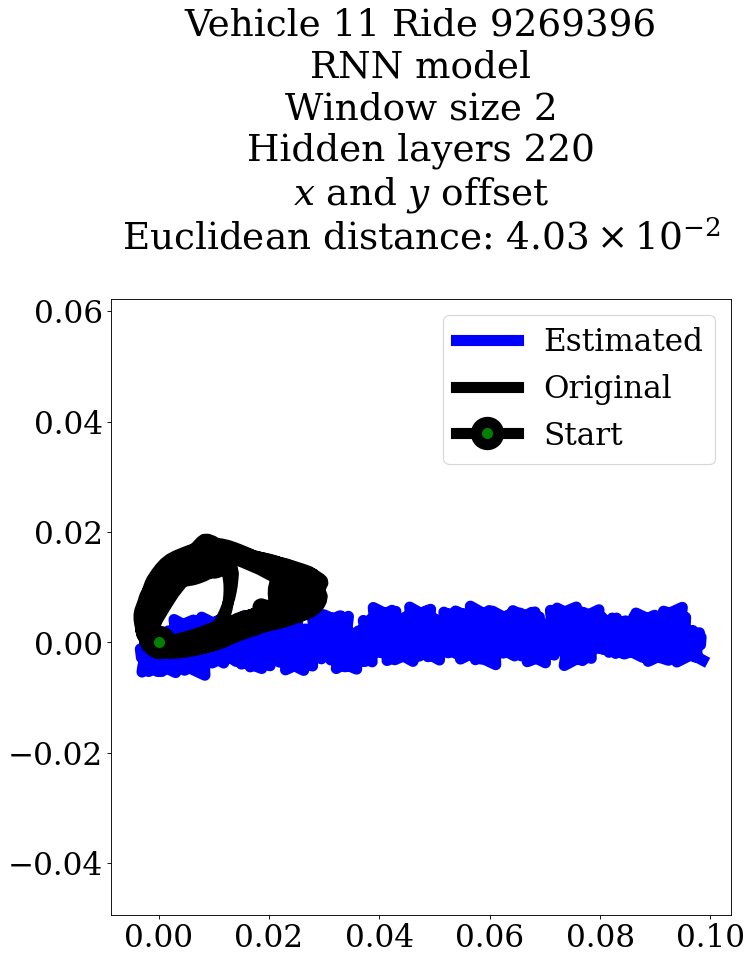 Vehicle 11 Ride 9269396
RNN model
Window size 2
Hidden layers 220
x and y offset
Euclidean distance: 4.03 × 10⁻²
Estimated
Original
Start
0.06
0.04
0.02
0.00
−0.02
−0.04
0.00 0.02 0.04 0.06 0.08 0.10